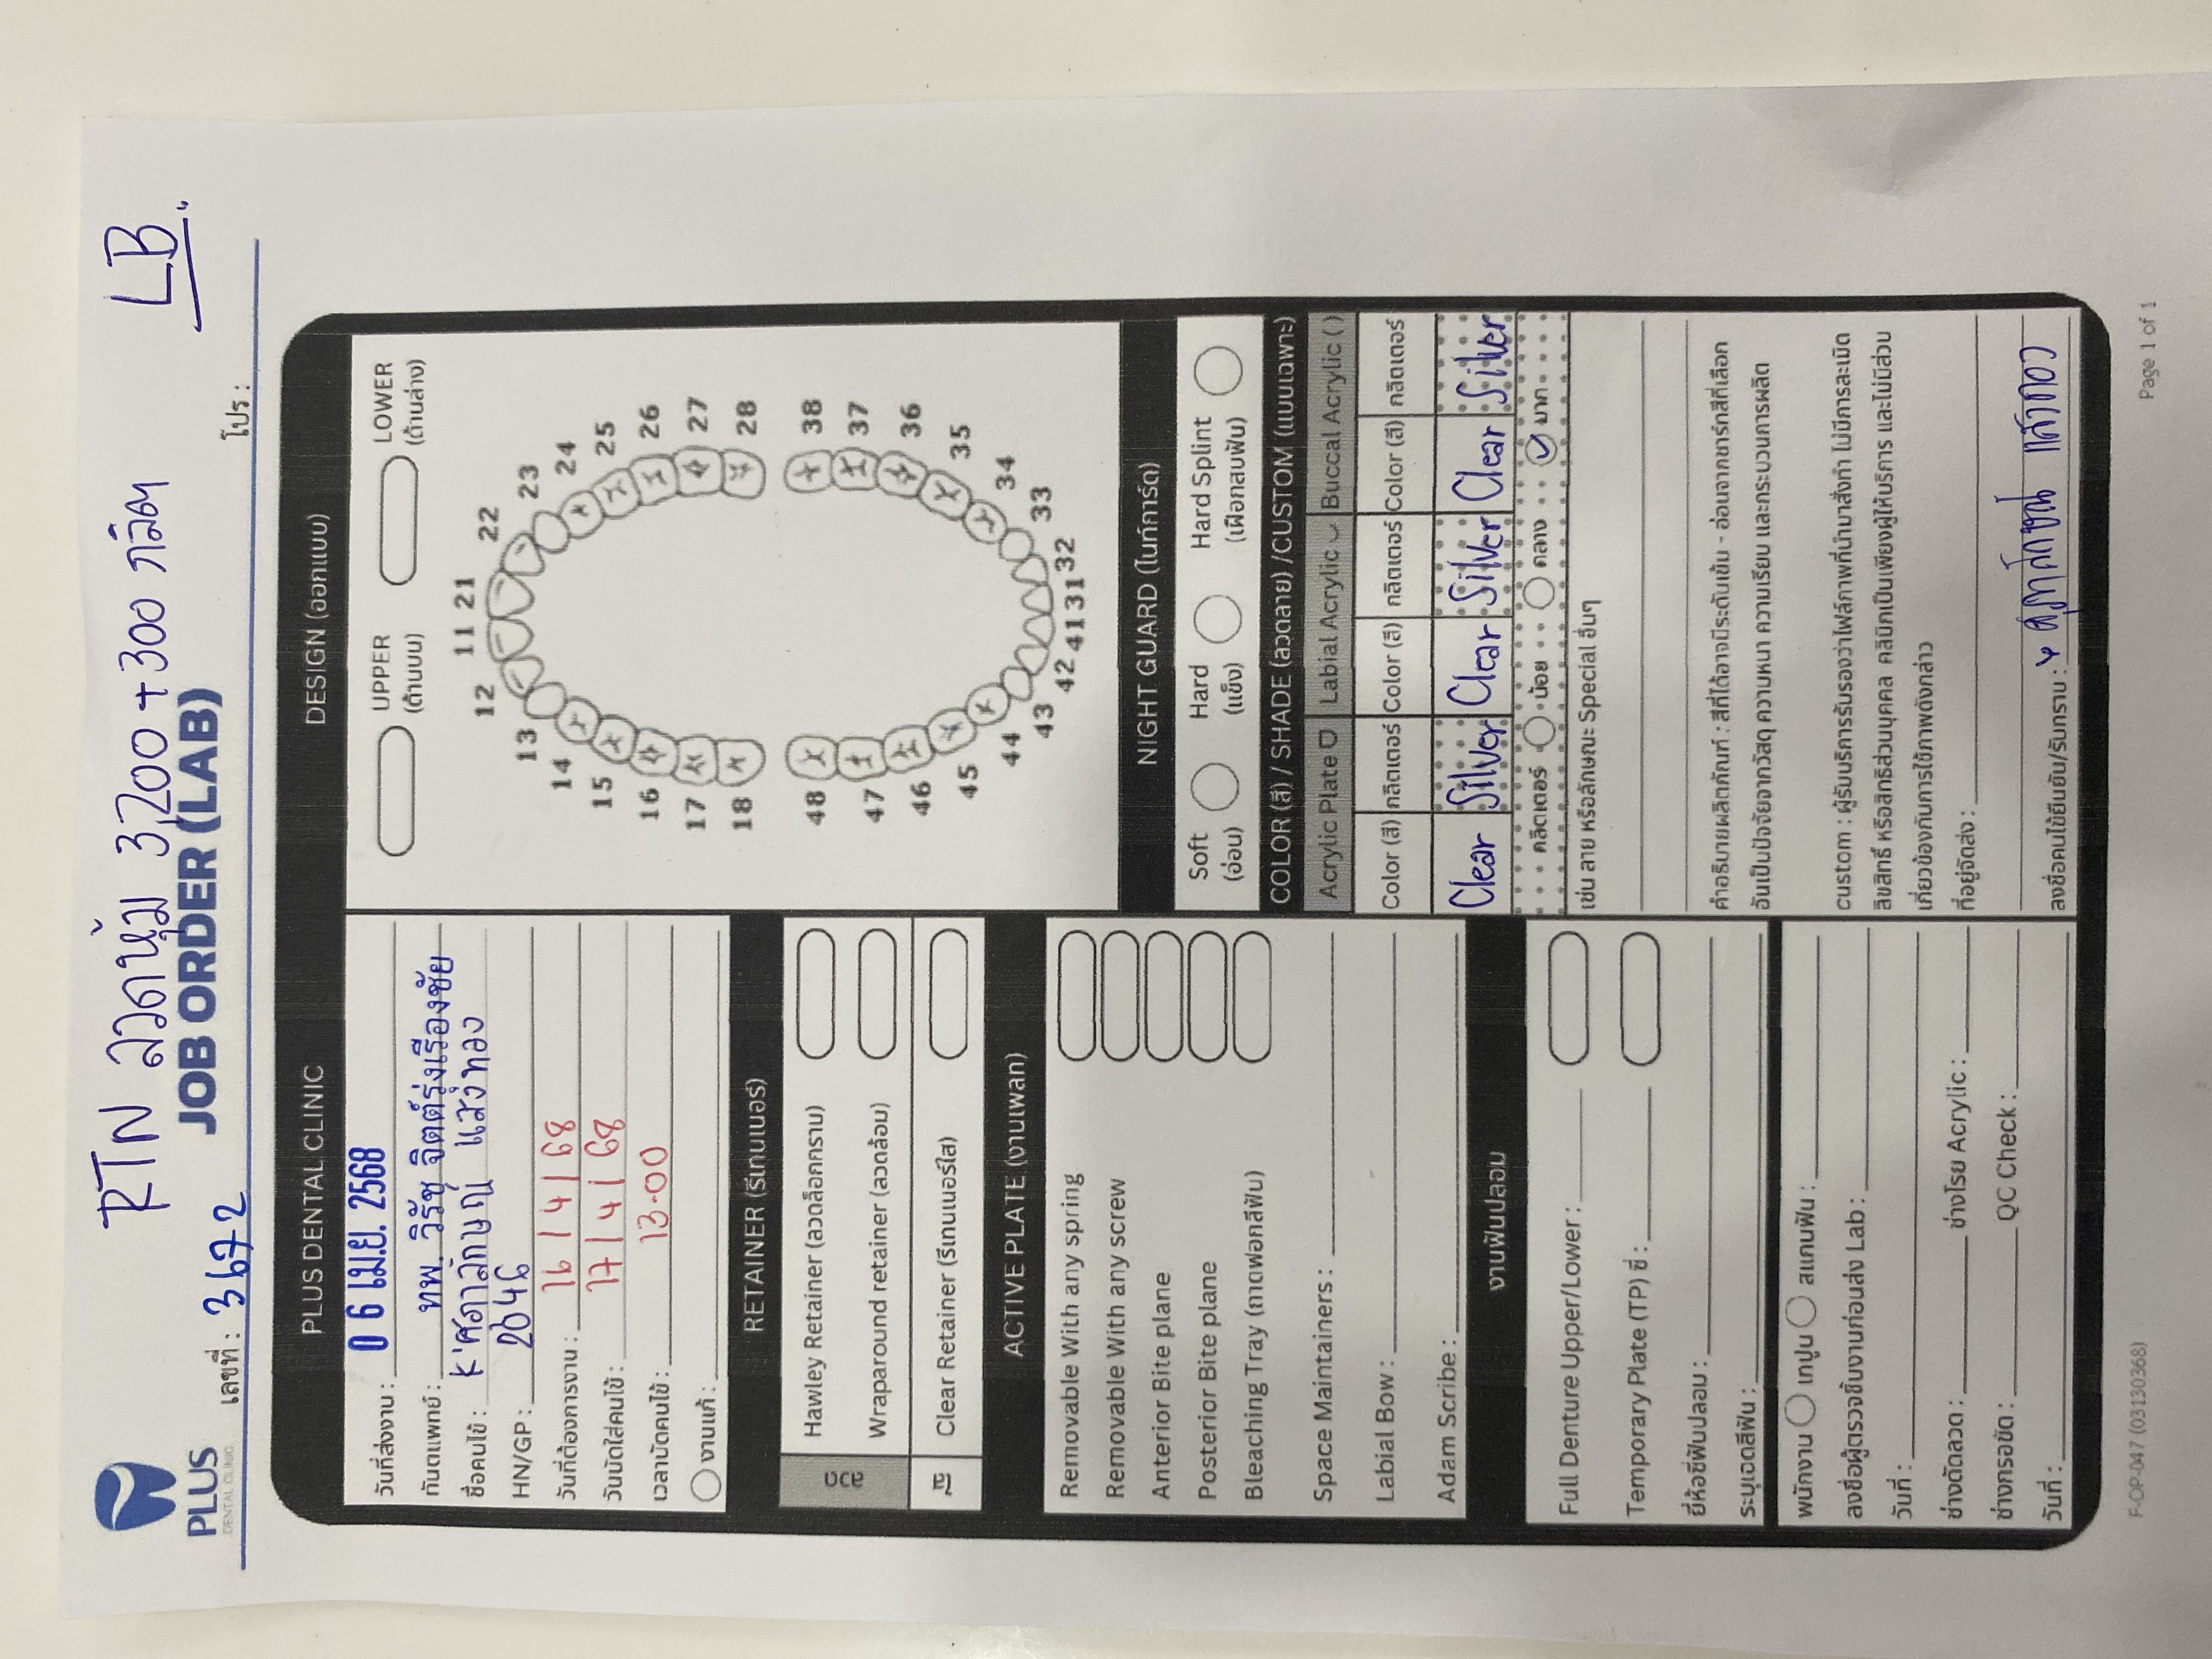 RTN ลวดหุ้ม 3,200 + 300 กลิต LB
PLUS
DENTAL CLINIC
JOB ORDER (LAB)
เลขที่ : 3672
โปร :
PLUS DENTAL CLINIC
วันที่ส่งงาน : 06 เม.ย. 2568
ทันตแพทย์ : ทพ. วิรัช จิตต์รุ่งเรืองชัย
ชื่อคนไข้ : K'ศุภาลักษณ์ แสงทอง
HN/GP : 2046
วันที่ต้องการงาน : 16/4/68
วันนัดใส่คนไข้ : 17/4/68
เวลานัดคนไข้ : 13.00
งานแก้ :
RETAINER (รีเทนเนอร์)
ลวด
Hawley Retainer (ลวดล็อกกราม)
Wraparound retainer (ลวดล้อม)
ใส
Clear Retainer (รีเทนเนอร์ใส)
ACTIVE PLATE (งานเพลท)
Removable With any spring
Removable With any screw
Anterior Bite plane
Posterior Bite plane
Bleaching Tray (ถาดฟอกสีฟัน)
Space Maintainers :
Labial Bow :
Adam Scribe :
งานฟันปลอม
Full Denture Upper/Lower :
Temporary Plate (TP) ซี่ :
ยี่ห้อซี่ฟันปลอม :
ระบุเฉดสีฟัน :
พนักงาน เทปูน สแกนฟัน :
ลงชื่อผู้ตรวจชิ้นงานก่อนส่ง Lab :
วันที่ :
ช่างดัดลวด : ช่างโรย Acrylic :
ช่างกรอขัด : QC Check :
วันที่ :
DESIGN (ออกแบบ)
UPPER
(ด้านบน)
LOWER
(ด้านล่าง)
11 21
12 22
13 23
14 24
15 25
16 26
17 27
18 28
48 38
47 37
46 36
45 35
44 34
43 33
42 41 31 32
NIGHT GUARD (ไนท์การ์ด)
Soft
(อ่อน)
Hard
(แข็ง)
Hard Splint
(เฝือกสบฟัน)
COLOR (สี) / SHADE (ลวดลาย) /CUSTOM (แบบเฉพาะ)
Acrylic Plate Labial Acrylic Buccal Acrylic ( )
Color (สี) กลิตเตอร์ Color (สี) กลิตเตอร์ Color (สี) กลิตเตอร์
Clear Silver Clear Silver Clear Silver
กลิตเตอร์ น้อย กลาง มาก
เช่น ลาย หรือลักษณะ Special อื่นๆ
คำอธิบายผลิตภัณฑ์ : สีที่ได้อาจมีระดับเข้ม - อ่อนจากชาร์ทสีที่เลือก
อันเป็นปัจจัยจากวัสดุ ความหนา ความเรียบ และกระบวนการผลิต
custom : ผู้รับบริการรับรองว่าไฟล์ภาพที่นำมาสั่งทำ ไม่มีการละเมิด
ลิขสิทธิ์ หรือสิทธิส่วนบุคคล คลินิกเป็นเพียงผู้ให้บริการ และไม่มีส่วน
เกี่ยวข้องกับการใช้ภาพดังกล่าว
ที่อยู่จัดส่ง :
ลงชื่อคนไข้ยืนยัน/รับทราบ : ศุภาลักษณ์ แสงทอง
F-OP-047 (03130368)
Page 1 of 1